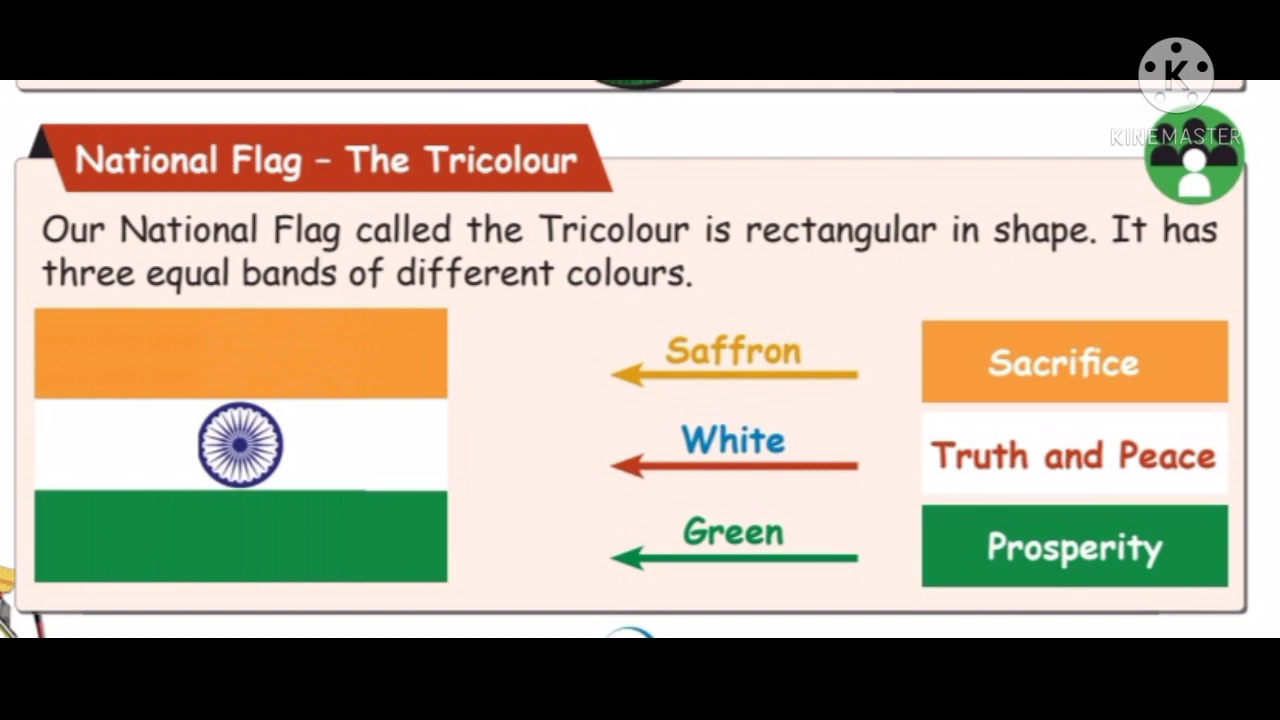 KINEMASTER
National Flag – The Tricolour
Our National Flag called the Tricolour is rectangular in shape. It has
three equal bands of different colours.
Saffron
Sacrifice
White
Truth and Peace
Green
Prosperity